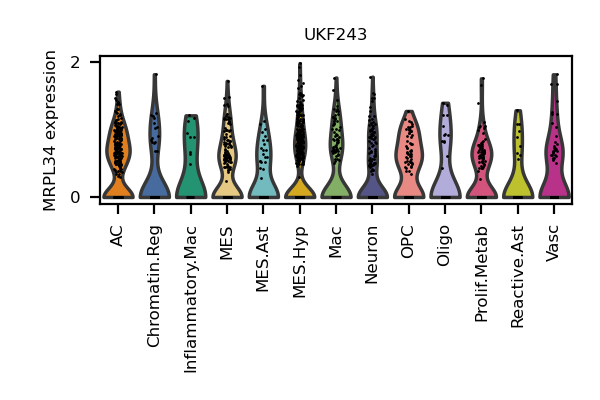 UKF243
MRPL34 expression
2
0
AC
Chromatin.Reg
Inflammatory.Mac
MES
MES.Ast
MES.Hyp
Mac
Neuron
OPC
Oligo
Prolif.Metab
Reactive.Ast
Vasc